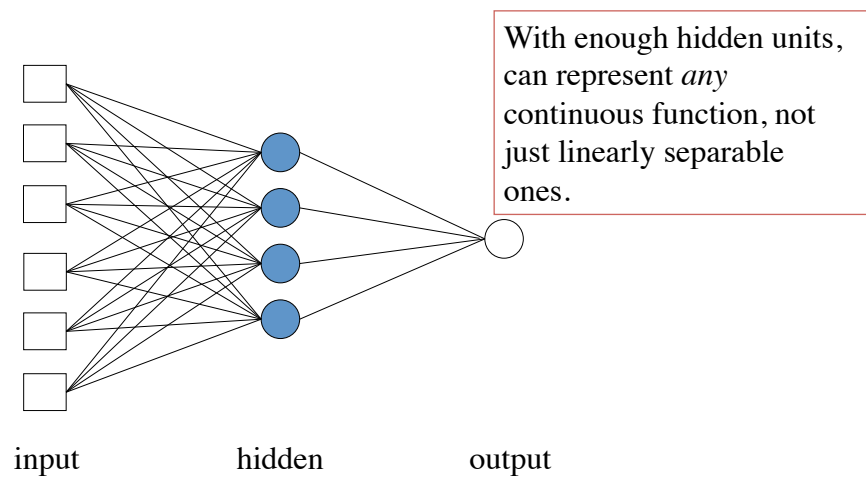 With enough hidden units,
can represent any
continuous function, not
just linearly separable
ones.
input hidden output